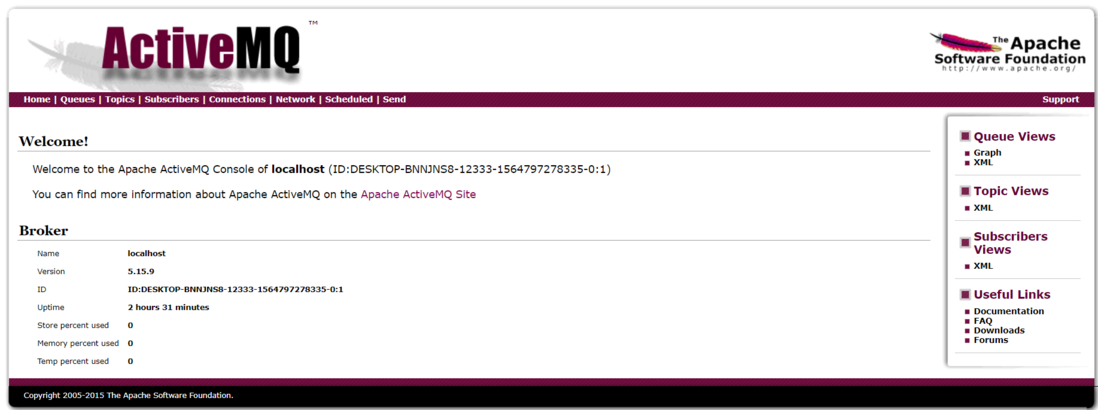 ActiveMQ™
The Apache
Software Foundation
http://www.apache.org/
Home | Queues | Topics | Subscribers | Connections | Network | Scheduled | Send
Support
Welcome!
Welcome to the Apache ActiveMQ Console of localhost (ID:DESKTOP-BNNJNS8-12333-1564797278335-0:1)
You can find more information about Apache ActiveMQ on the Apache ActiveMQ Site
Broker
Name localhost
Version 5.15.9
ID ID:DESKTOP-BNNJNS8-12333-1564797278335-0:1
Uptime 2 hours 31 minutes
Store percent used 0
Memory percent used 0
Temp percent used 0
Queue Views
Graph
XML
Topic Views
XML
Subscribers
Views
XML
Useful Links
Documentation
FAQ
Downloads
Forums
Copyright 2005-2015 The Apache Software Foundation.